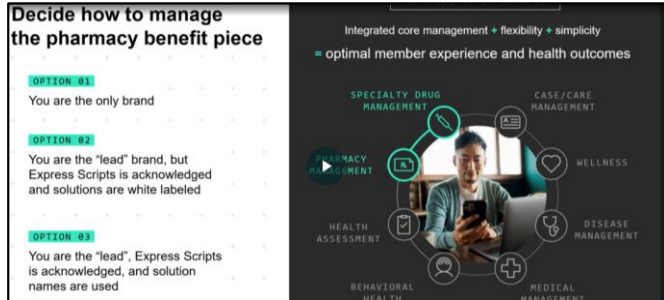 Decide how to manage
the pharmacy benefit piece
OPTION 01
You are the only brand
OPTION 02
You are the "lead" brand, but
Express Scripts is acknowledged
and solutions are white labeled
OPTION 03
You are the "lead", Express Scripts
is acknowledged, and solution
names are used
Integrated core management + flexibility + simplicity
= optimal member experience and health outcomes
SPECIALTY DRUG
MANAGEMENT
CASE/CARE
MANAGEMENT
PHARMACY
MANAGEMENT
WELLNESS
HEALTH
ASSESSMENT
DISEASE
MANAGEMENT
BEHAVIORAL
HEALTH
MEDICAL
MANAGEMENT